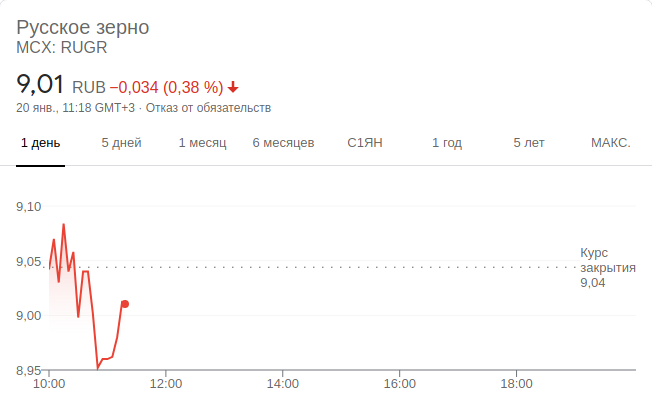 Русское зерно
MCX: RUGR
9,01 RUB −0,034 (0,38 %)
20 янв., 11:18 GMT+3 · Отказ от обязательств
1 день 5 дней 1 месяц 6 месяцев С1ЯН 1 год 5 лет МАКС.
9,10
9,05
9,00
8,95
Курс
закрытия
9,04
10:00 12:00 14:00 16:00 18:00